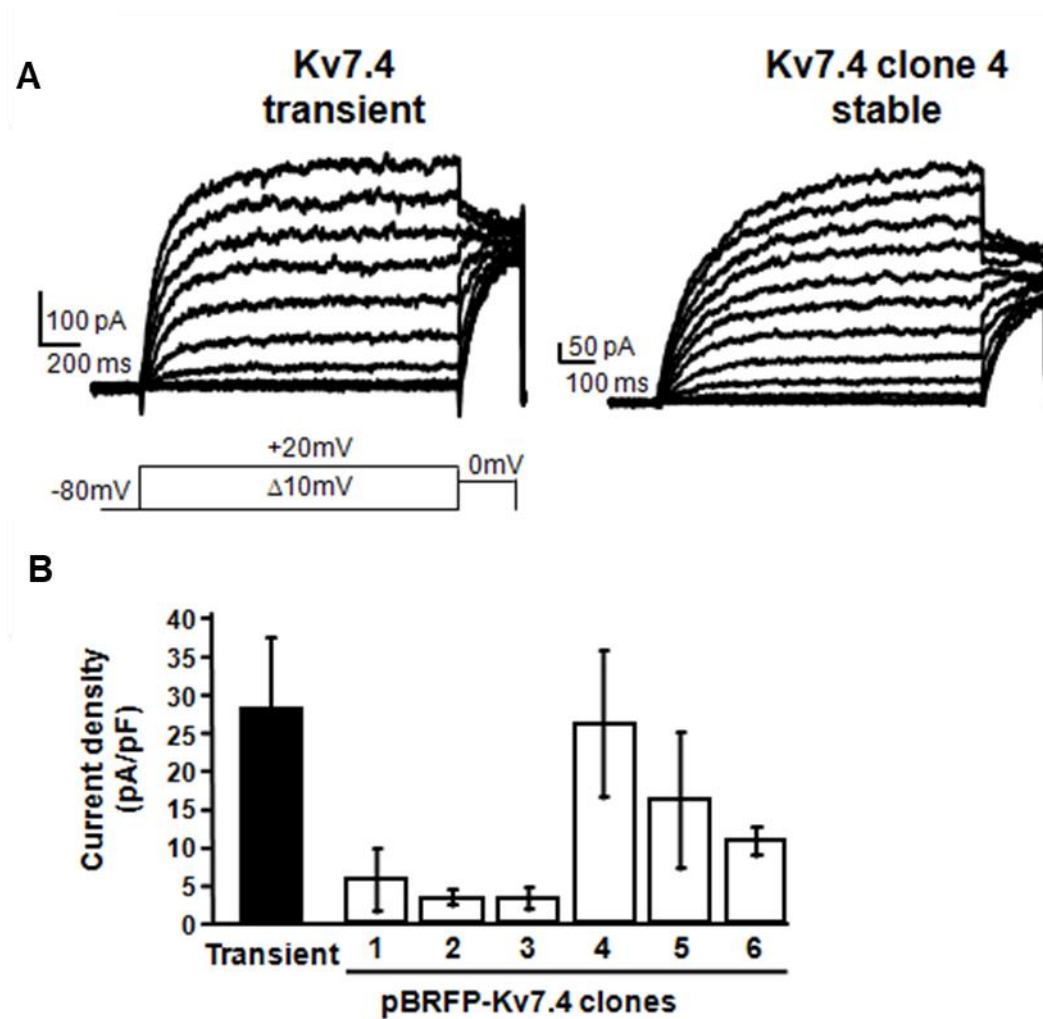 A
Kv7.4
transient
Kv7.4 clone 4
stable
100 pA
200 ms
50 pA
100 ms
+20mV
0mV
-80mV
Δ10mV
B
Current density
(pA/pF)
40
35
30
25
20
15
10
5
0
Transient
1 2 3 4 5 6
pBRFP-Kv7.4 clones